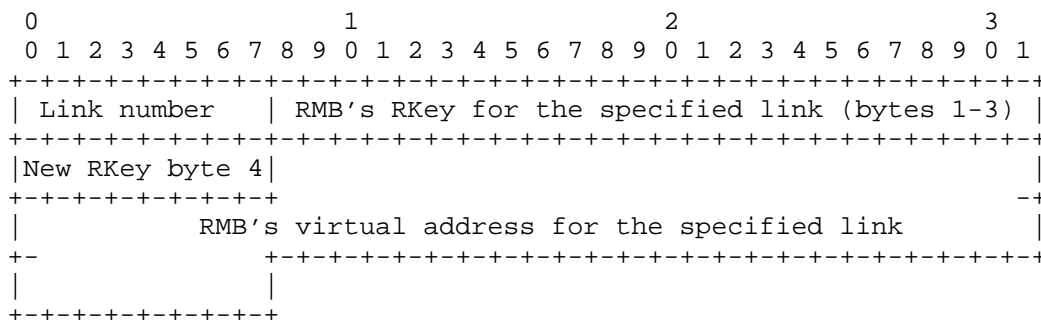 0                   1                   2                   3
 0 1 2 3 4 5 6 7 8 9 0 1 2 3 4 5 6 7 8 9 0 1 2 3 4 5 6 7 8 9 0 1
+-+-+-+-+-+-+-+-+-+-+-+-+-+-+-+-+-+-+-+-+-+-+-+-+-+-+-+-+-+-+-+-+
| Link number   | RMB's RKey for the specified link (bytes 1-3) |
+-+-+-+-+-+-+-+-+-+-+-+-+-+-+-+-+-+-+-+-+-+-+-+-+-+-+-+-+-+-+-+-+
|New RKey byte 4|                                               |
+-+-+-+-+-+-+-+-+                                              -+
|           RMB's virtual address for the specified link        |
+-              +-+-+-+-+-+-+-+-+-+-+-+-+-+-+-+-+-+-+-+-+-+-+-+-+
|               |
+-+-+-+-+-+-+-+-+